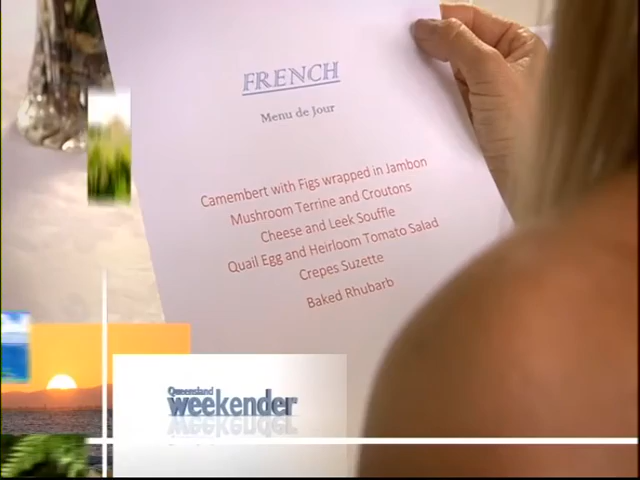 FRENCH
Menu de Jour
Camembert with Figs wrapped in Jambon
Mushroom Terrine and Croutons
Cheese and Leek Souffle
Quail Egg and Heirloom Tomato Salad
Crepes Suzette
Baked Rhubarb
Queensland
weekender